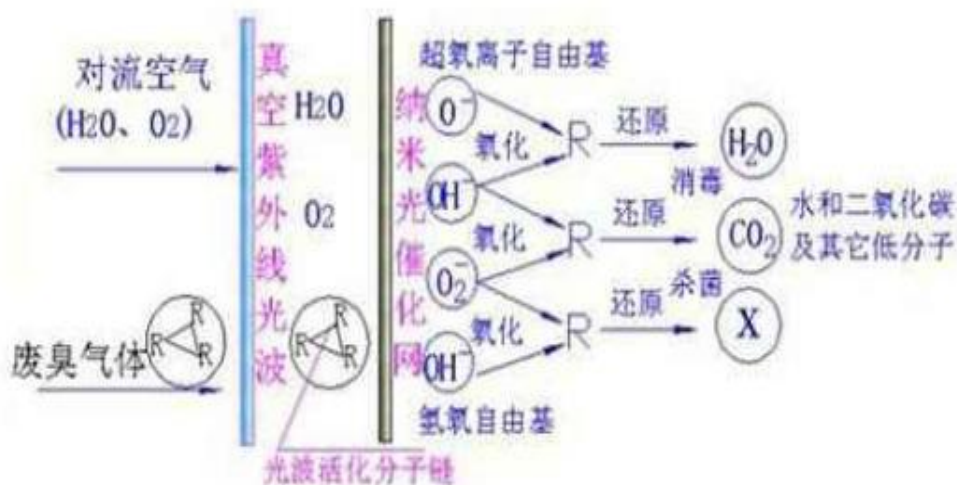 对流空气
(H2O、O2)
废臭气体
R
R
R
真空紫外线光波
H2O
O2
R
R
R
光波活化分子链
纳米光催化网
超氧离子自由基
O⁻
OH⁻
O₂⁻
OH⁻
氢氧自由基
氧化
氧化
氧化
R
R
R
还原
还原
还原
消毒
杀菌
H₂O
CO₂
X
水和二氧化碳
及其它低分子